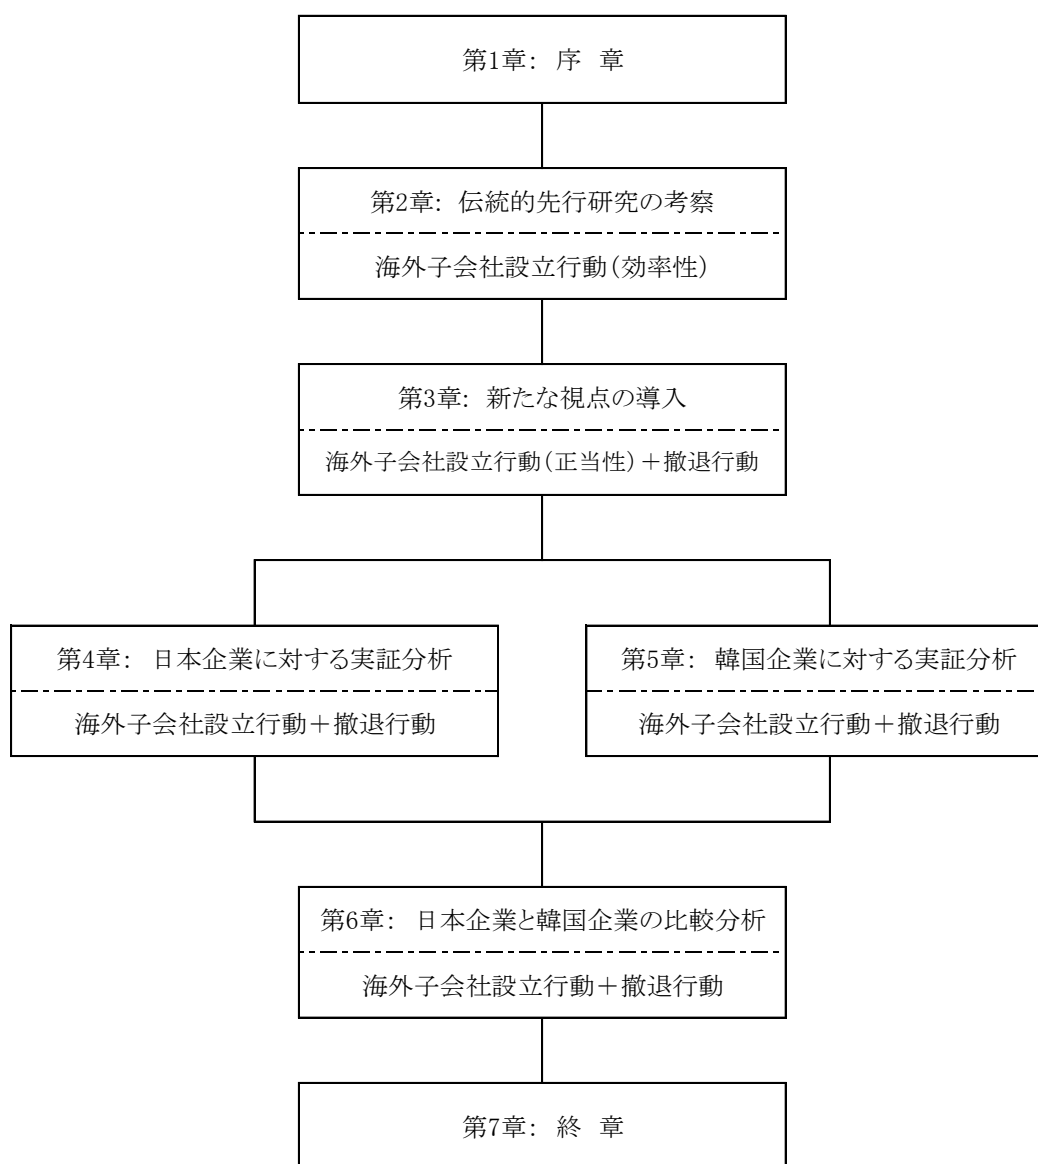 第1章: 序 章
第2章: 伝統的先行研究の考察
海外子会社設立行動(効率性)
第3章: 新たな視点の導入
海外子会社設立行動(正当性)+撤退行動
第4章: 日本企業に対する実証分析
海外子会社設立行動+撤退行動
第5章: 韓国企業に対する実証分析
海外子会社設立行動+撤退行動
第6章: 日本企業と韓国企業の比較分析
海外子会社設立行動+撤退行動
第7章: 終 章